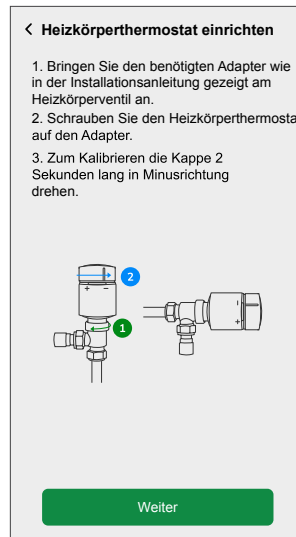 Heizkörperthermostat einrichten
1. Bringen Sie den benötigten Adapter wie
in der Installationsanleitung gezeigt am
Heizkörperventil an.
2. Schrauben Sie den Heizkörperthermosta
auf den Adapter.
3. Zum Kalibrieren die Kappe 2
Sekunden lang in Minusrichtung
drehen.
2
+ −
1
-
+
Weiter